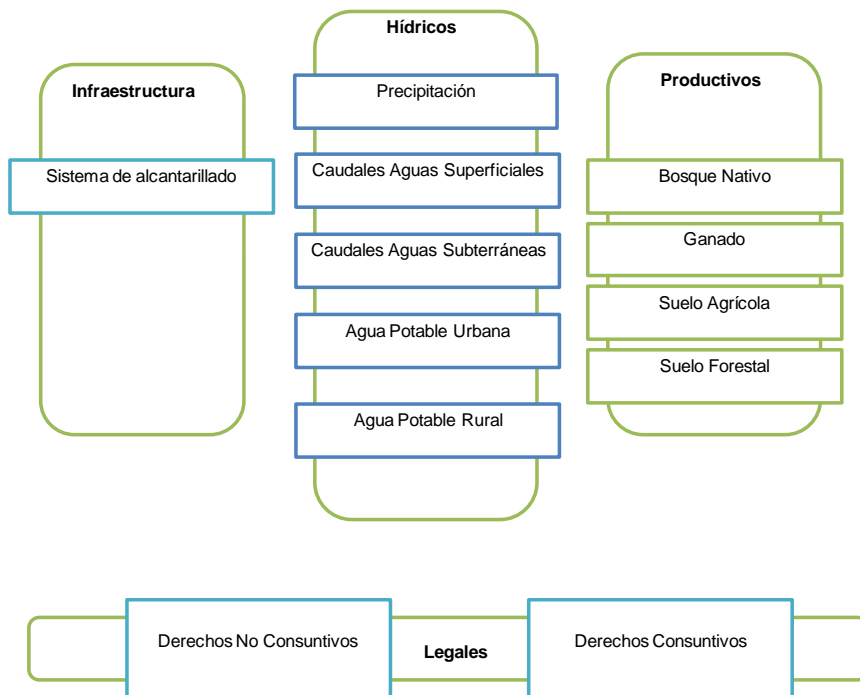 Infraestructura
Sistema de alcantarillado
Hídricos
Precipitación
Caudales Aguas Superficiales
Caudales Aguas Subterráneas
Agua Potable Urbana
Agua Potable Rural
Productivos
Bosque Nativo
Ganado
Suelo Agrícola
Suelo Forestal
Derechos No Consuntivos
Legales
Derechos Consuntivos